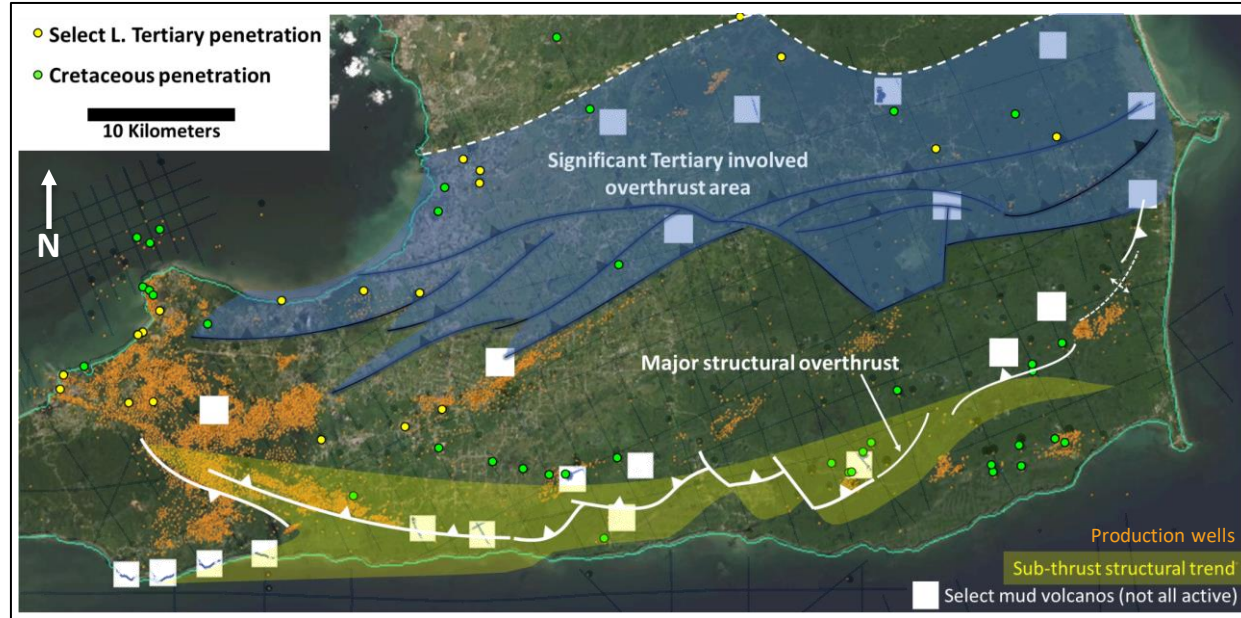 Select L. Tertiary penetration
Cretaceous penetration
10 Kilometers
N
Significant Tertiary involved
overthrust area
Major structural overthrust
Production wells
Sub-thrust structural trend
Select mud volcanos (not all active)